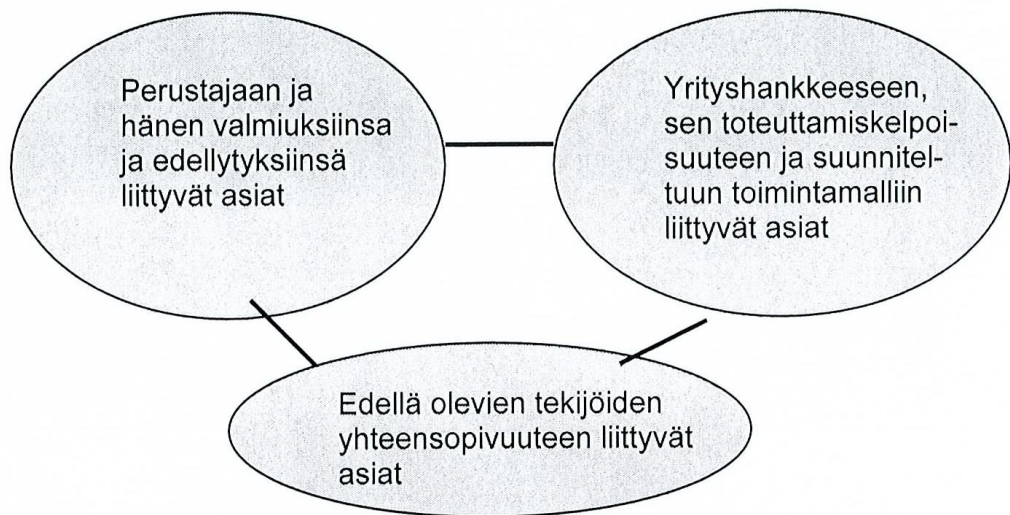 Perustajaan ja
hänen valmiuksiinsa
ja edellytyksiinsä
liittyvät asiat
Yrityshankkeeseen,
sen toteuttamiskelpoi-
suuteen ja suunnitel-
tuun toimintamalliin
liittyvät asiat
Edellä olevien tekijöiden
yhteensopivuuteen liittyvät
asiat